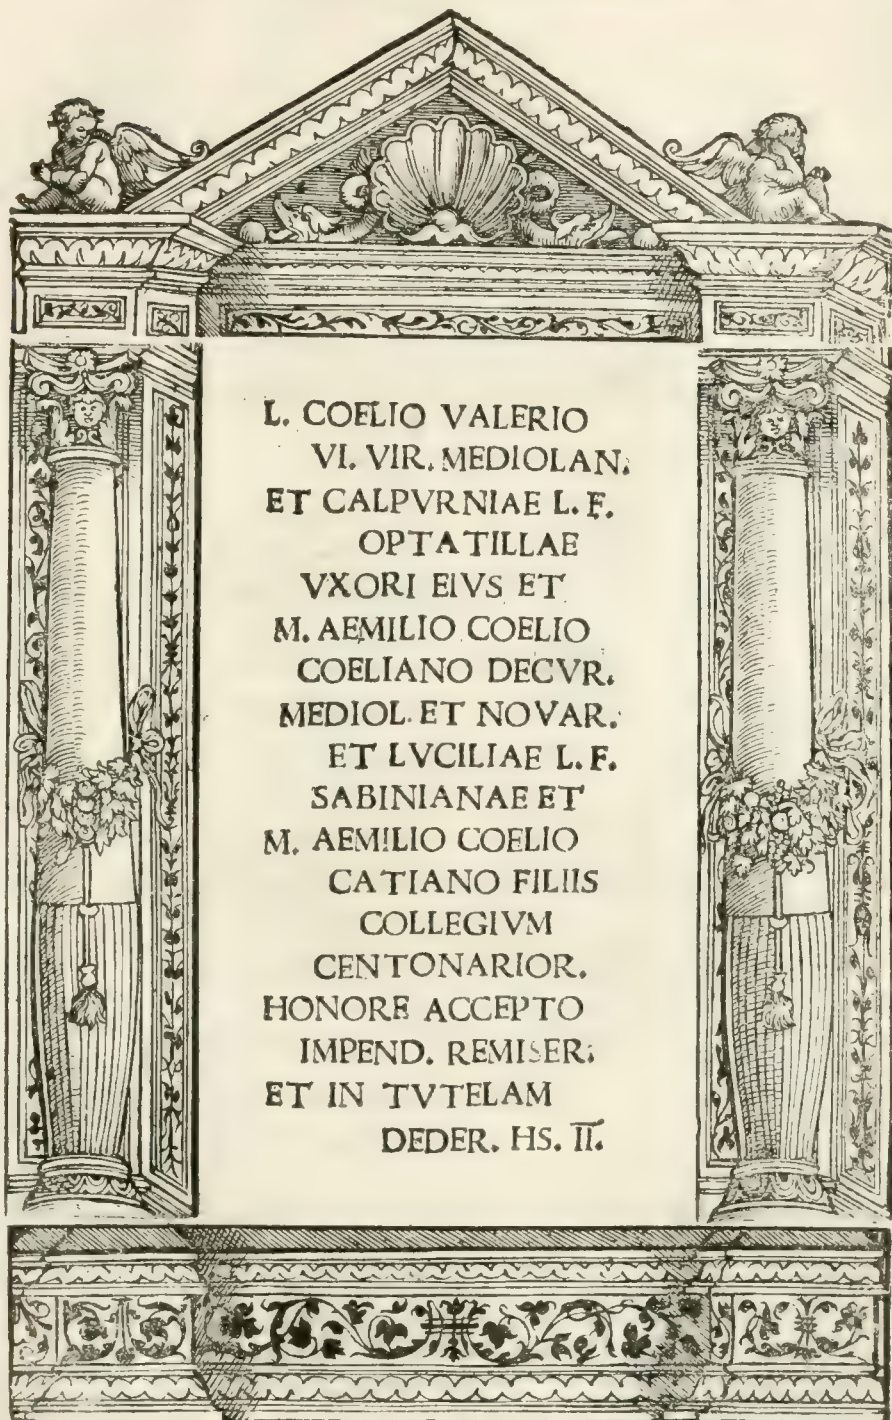 L. COELIO VALERIO
VI. VIR. MEDIOLAN.
ET CALPVRNIAE L. F.
OPTATILLAE
VXORI EIVS ET
M. AEMILIO COELIO
COELIANO DECVR.
MEDIOL. ET NOVAR.
ET LVCILIAE L. F.
SABINIANAE ET
M. AEMILIO COELIO
CATIANO FILIIS
COLLEGIVM
CENTONARIOR.
HONORE ACCEPTO
IMPEND. REMISER.
ET IN TVTELAM
DEDER. HS. I̅I̅.